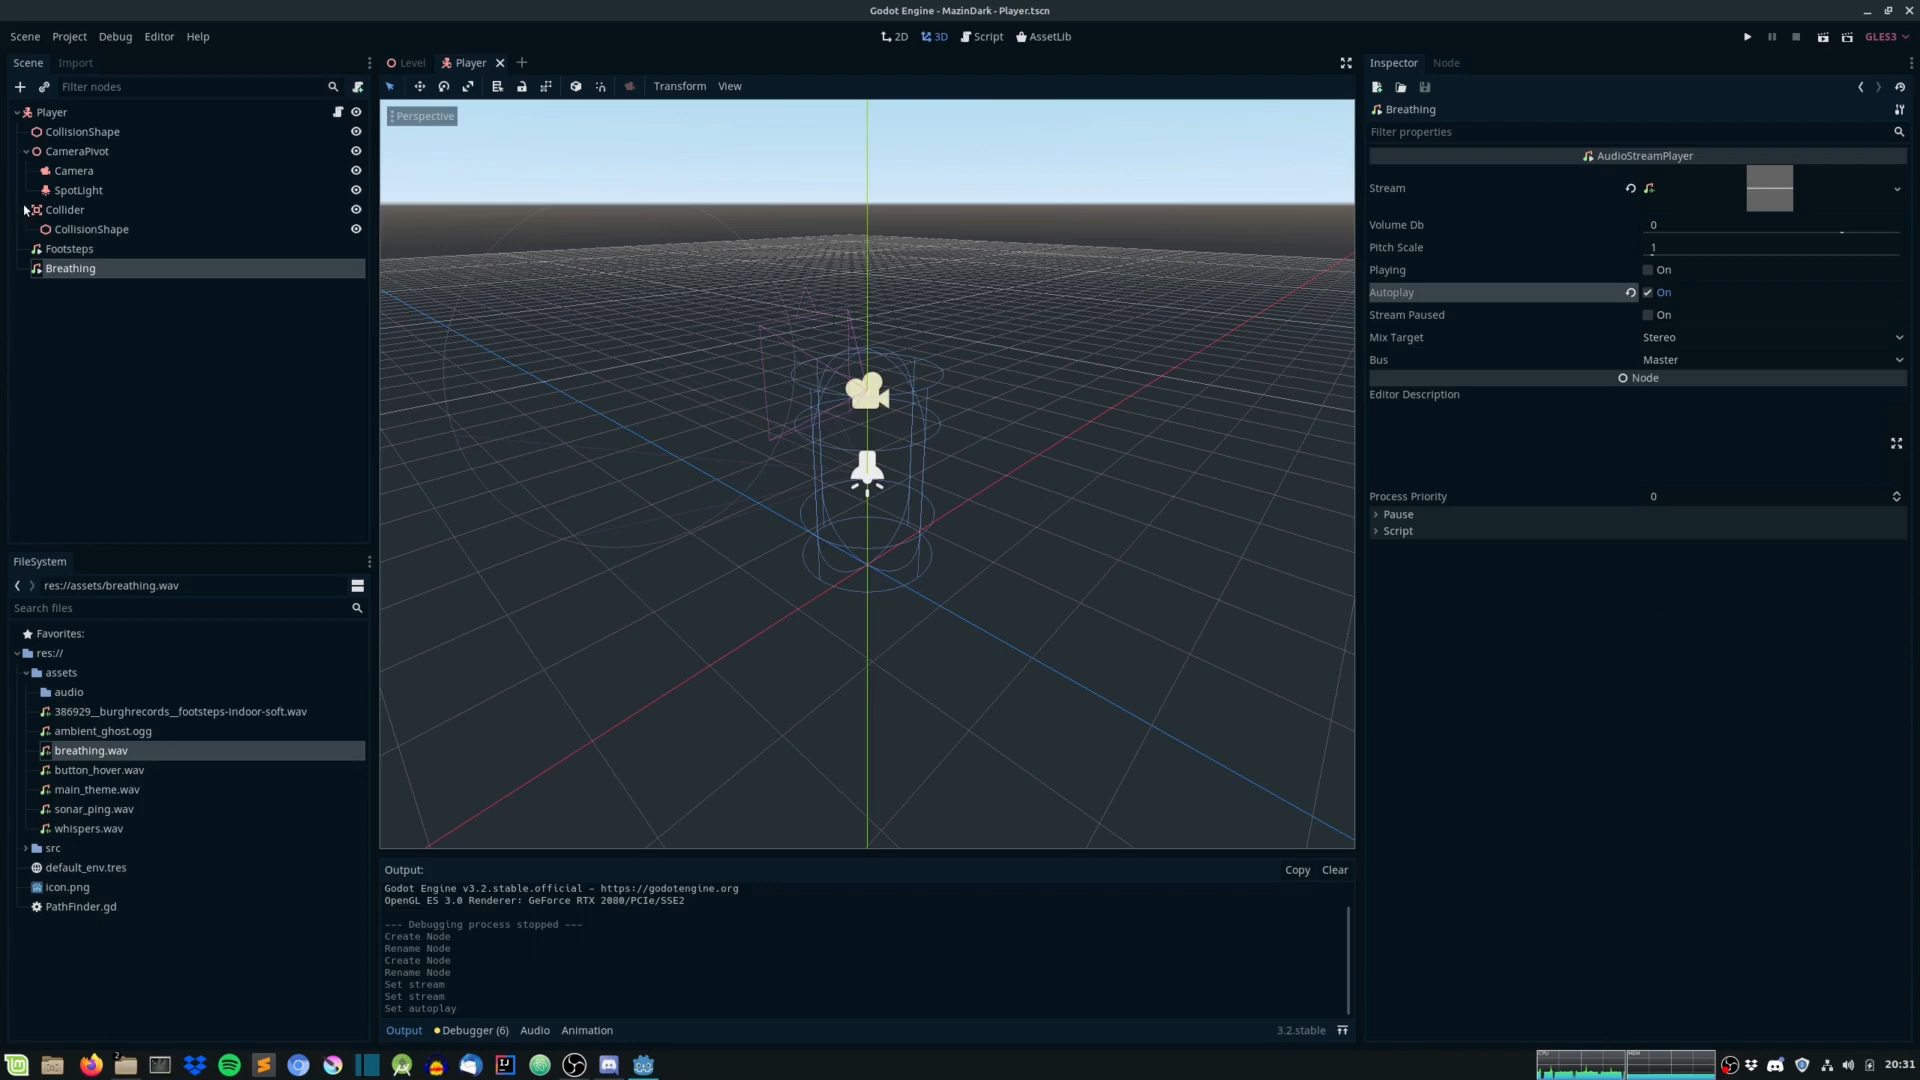 Godot Engine - MazinDark - Player.tscn
Scene Project Debug Editor Help
2D 3D Script AssetLib
GLES3
Scene Import
Level Player
Inspector Node
Filter nodes
Transform View
Player
CollisionShape
CameraPivot
Camera
SpotLight
Collider
CollisionShape
Footsteps
Breathing
Perspective
Breathing
Filter properties
AudioStreamPlayer
Stream
Volume Db 0
Pitch Scale 1
Playing On
Autoplay On
Stream Paused On
Mix Target Stereo
Bus Master
Node
Editor Description
Process Priority 0
Pause
Script
FileSystem
res://assets/breathing.wav
Search files
Favorites:
res://
assets
audio
386929__burghrecords__footsteps-indoor-soft.wav
ambient_ghost.ogg
breathing.wav
button_hover.wav
main_theme.wav
sonar_ping.wav
whispers.wav
src
default_env.tres
icon.png
PathFinder.gd
Output: Copy Clear
Godot Engine v3.2.stable.official - https://godotengine.org
OpenGL ES 3.0 Renderer: GeForce RTX 2080/PCIe/SSE2
--- Debugging process stopped ---
Create Node
Rename Node
Create Node
Rename Node
Set stream
Set stream
Set autoplay
Output Debugger (6) Audio Animation 3.2.stable
2
20:31